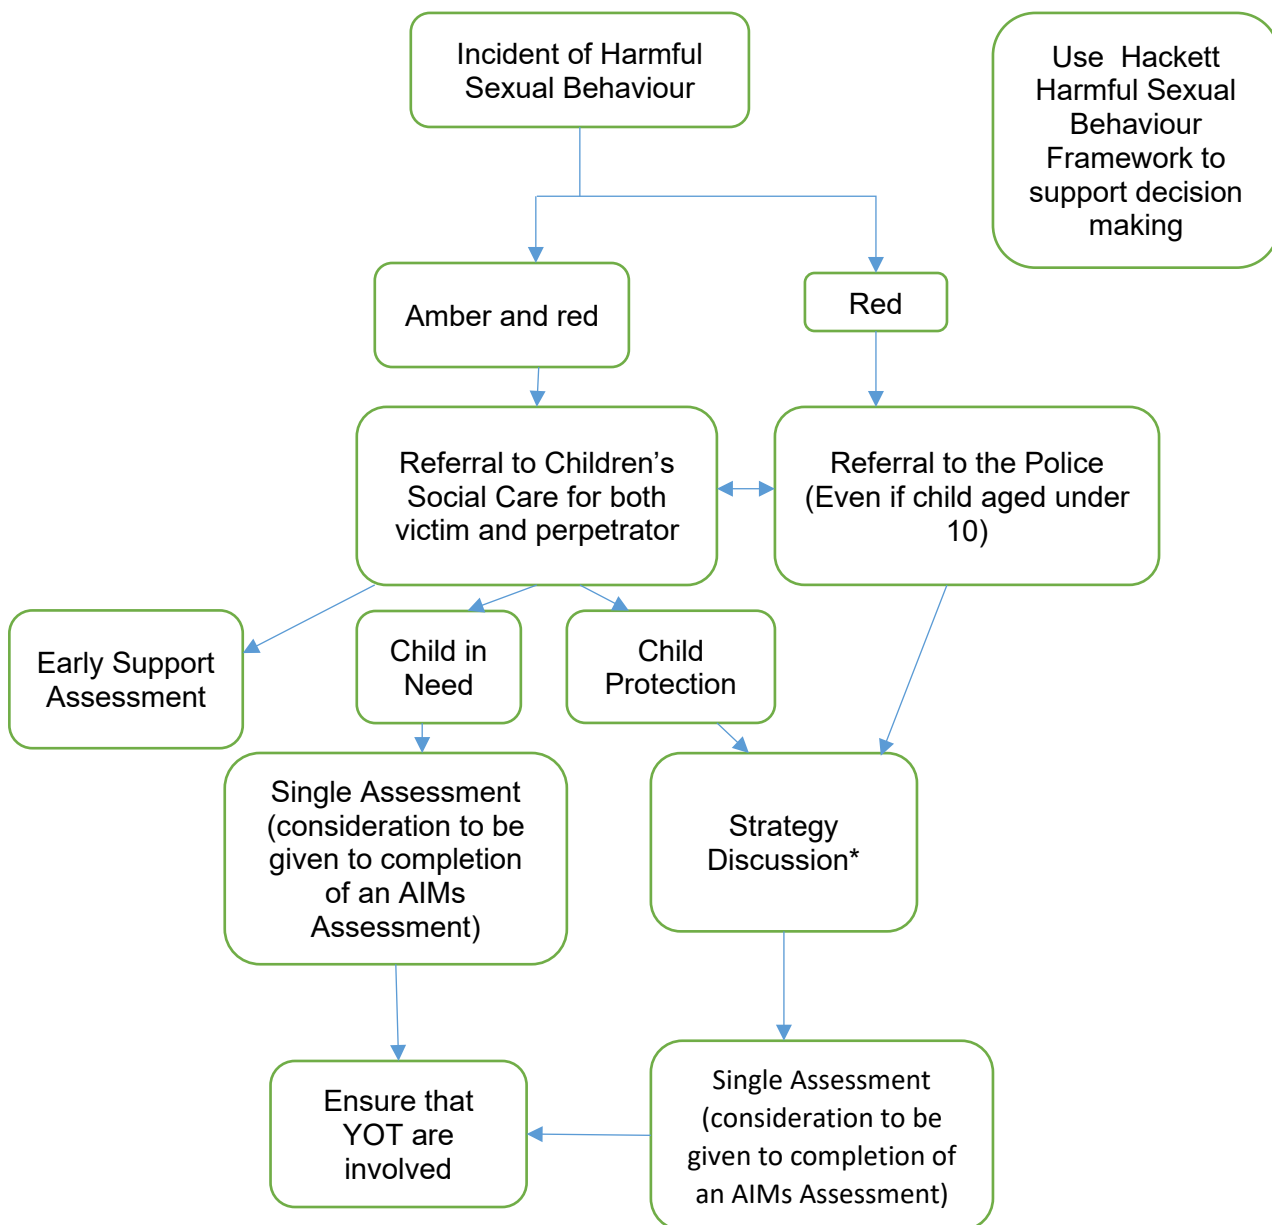 Incident of Harmful
Sexual Behaviour
Use Hackett
Harmful Sexual
Behaviour
Framework to
support decision
making
Amber and red
Red
Referral to Children’s
Social Care for both
victim and perpetrator
Referral to the Police
(Even if child aged under
10)
Early Support
Assessment
Child in
Need
Child
Protection
Single Assessment
(consideration to be
given to completion
of an AIMs
Assessment)
Strategy
Discussion*
Ensure that
YOT are
involved
Single Assessment
(consideration to be
given to completion of
an AIMs Assessment)